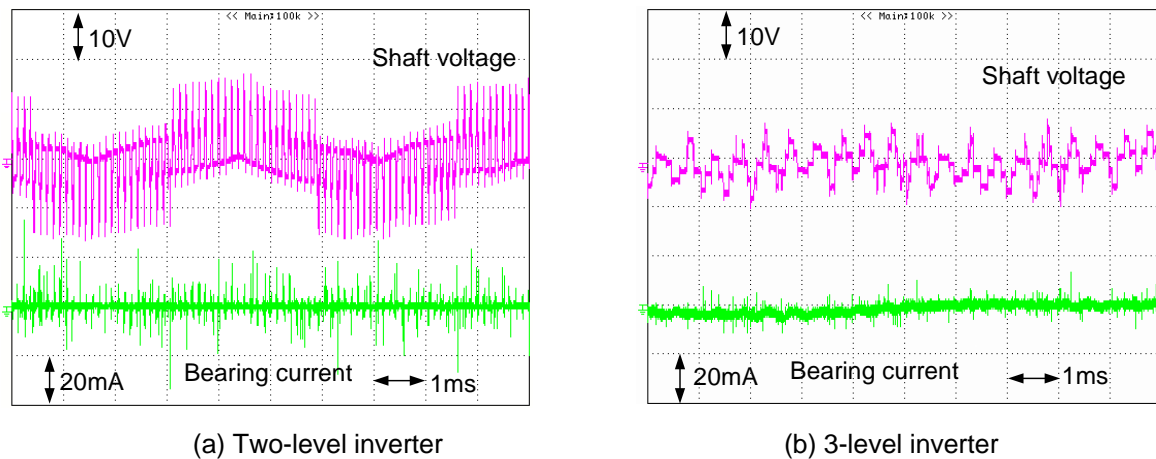 << Main:100k >>
10V
Shaft voltage
Bearing current
20mA
1ms
(a) Two-level inverter
<< Main:100k >>
10V
Shaft voltage
Bearing current
20mA
1ms
(b) 3-level inverter